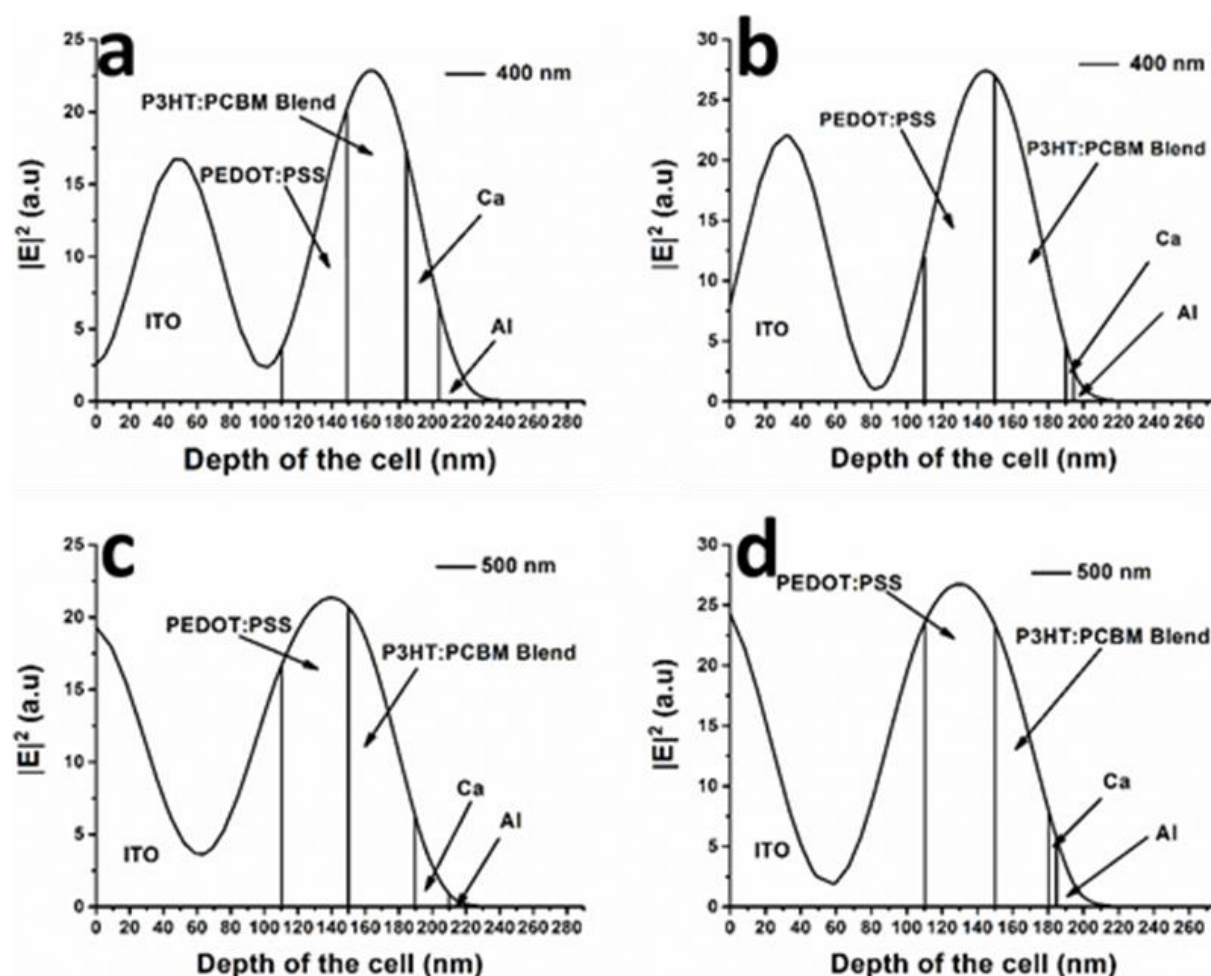 a
25
20
15
10
5
0
|E|² (a.u)
400 nm
P3HT:PCBM Blend
PEDOT:PSS
Ca
ITO
Al
0 20 40 60 80 100 120 140 160 180 200 220 240 260 280
Depth of the cell (nm)
b
30
25
20
15
10
5
0
|E|² (a.u)
400 nm
PEDOT:PSS
P3HT:PCBM Blend
Ca
Al
ITO
0 20 40 60 80 100 120 140 160 180 200 220 240 260
Depth of the cell (nm)
c
25
20
15
10
5
0
|E|² (a.u)
500 nm
PEDOT:PSS
P3HT:PCBM Blend
Ca
Al
ITO
0 20 40 60 80 100 120 140 160 180 200 220 240 260 280
Depth of the cell (nm)
d
30
25
20
15
10
5
0
|E|² (a.u)
500 nm
PEDOT:PSS
P3HT:PCBM Blend
Ca
Al
ITO
0 20 40 60 80 100 120 140 160 180 200 220 240 260
Depth of the cell (nm)